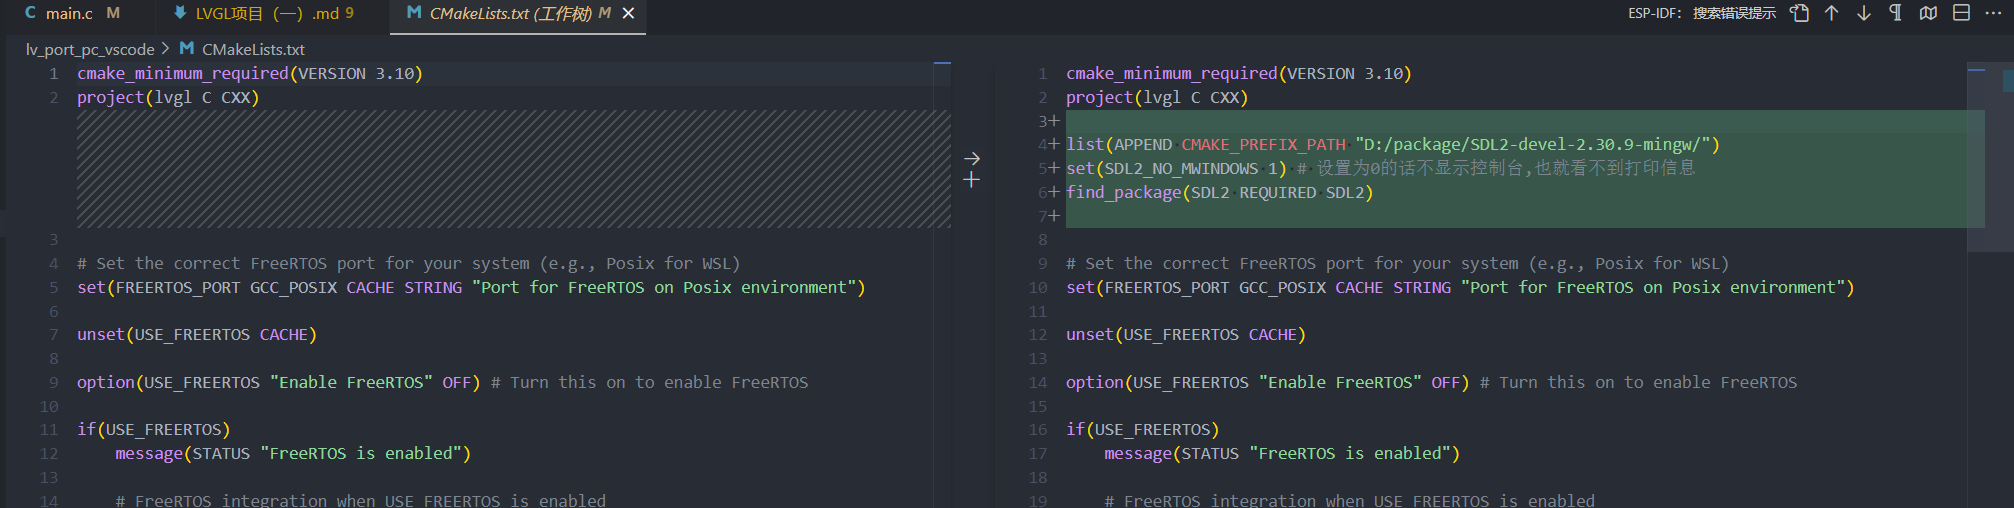 main.c M
LVGL项目（一）.md 9
CMakeLists.txt (工作树) M
ESP-IDF: 搜索错误提示
lv_port_pc_vscode > CMakeLists.txt
1 cmake_minimum_required(VERSION 3.10)
2 project(lvgl C CXX)
3
4 # Set the correct FreeRTOS port for your system (e.g., Posix for WSL)
5 set(FREERTOS_PORT GCC_POSIX CACHE STRING "Port for FreeRTOS on Posix environment")
6
7 unset(USE_FREERTOS CACHE)
8
9 option(USE_FREERTOS "Enable FreeRTOS" OFF) # Turn this on to enable FreeRTOS
10
11 if(USE_FREERTOS)
12 message(STATUS "FreeRTOS is enabled")
13
14 # FreeRTOS integration when USE_FREERTOS is enabled
1 cmake_minimum_required(VERSION 3.10)
2 project(lvgl C CXX)
3+
4+ list(APPEND CMAKE_PREFIX_PATH "D:/package/SDL2-devel-2.30.9-mingw/")
5+ set(SDL2_NO_MWINDOWS 1) # 设置为0的话不显示控制台,也就看不到打印信息
6+ find_package(SDL2 REQUIRED SDL2)
7+
8
9 # Set the correct FreeRTOS port for your system (e.g., Posix for WSL)
10 set(FREERTOS_PORT GCC_POSIX CACHE STRING "Port for FreeRTOS on Posix environment")
11
12 unset(USE_FREERTOS CACHE)
13
14 option(USE_FREERTOS "Enable FreeRTOS" OFF) # Turn this on to enable FreeRTOS
15
16 if(USE_FREERTOS)
17 message(STATUS "FreeRTOS is enabled")
18
19 # FreeRTOS integration when USE_FREERTOS is enabled